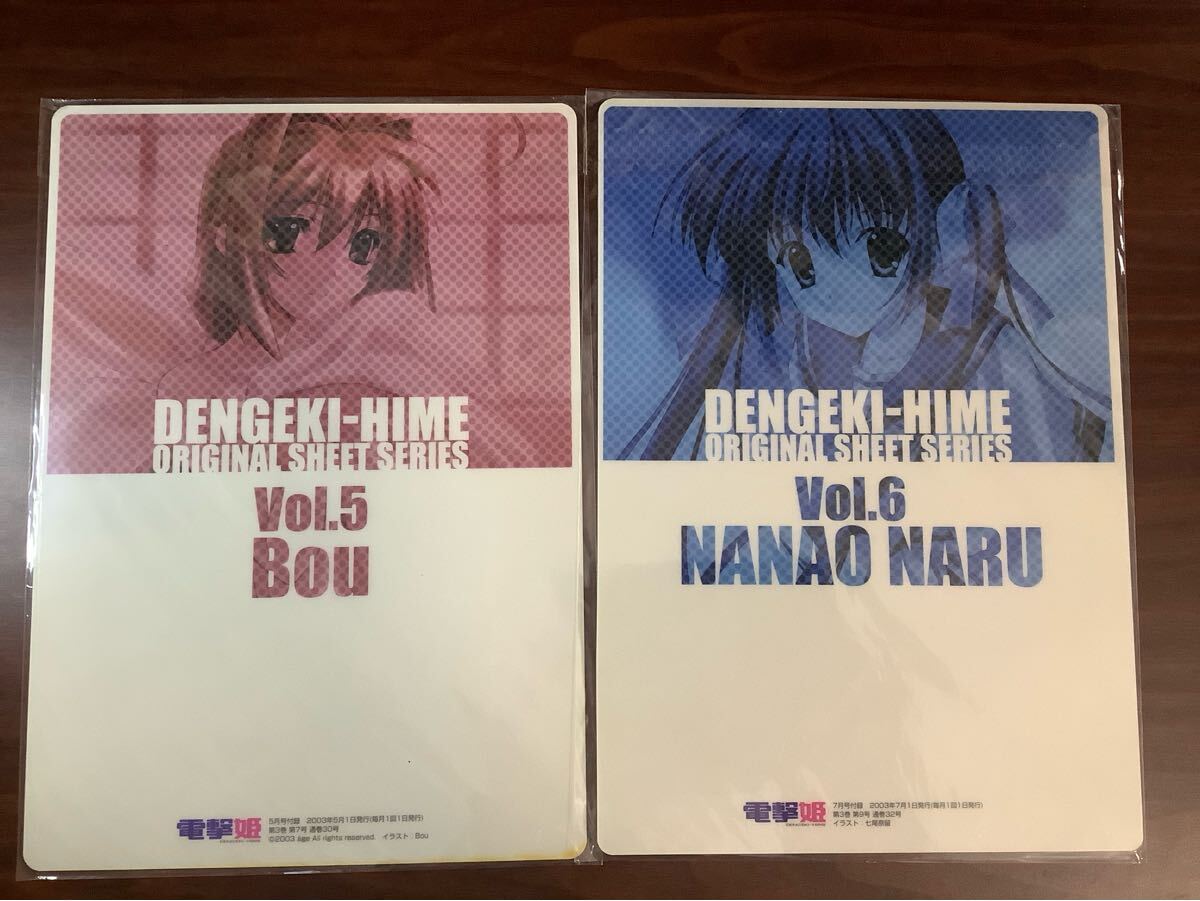 DENGEKI-HIME
ORIGINAL SHEET SERIES
Vol.5
Bou
電撃姫
5月号付録 2003年5月1日発行(毎月1回1日発行)
第3巻 第7号 通巻30号
©2003 âge All rights reserved. イラスト Bou
DENGEKI-HIME
ORIGINAL SHEET SERIES
Vol.6
NANAO NARU
電撃姫
7月号付録 2003年7月1日発行(毎月1回1日発行)
第3巻 第9号 通巻32号
イラスト 七尾奈留